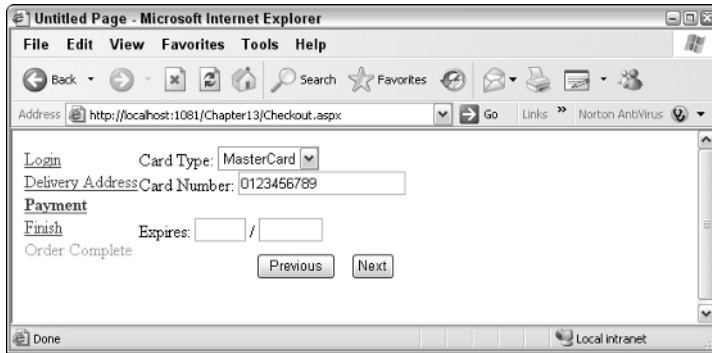 Untitled Page - Microsoft Internet Explorer
File Edit View Favorites Tools Help
Back Search Favorites
Address http://localhost:1081/Chapter13/Checkout.aspx Go Links » Norton AntiVirus
Login Card Type: MasterCard
Delivery Address Card Number: 0123456789
Payment
Finish Expires: /
Order Complete
Previous Next
Done Local intranet